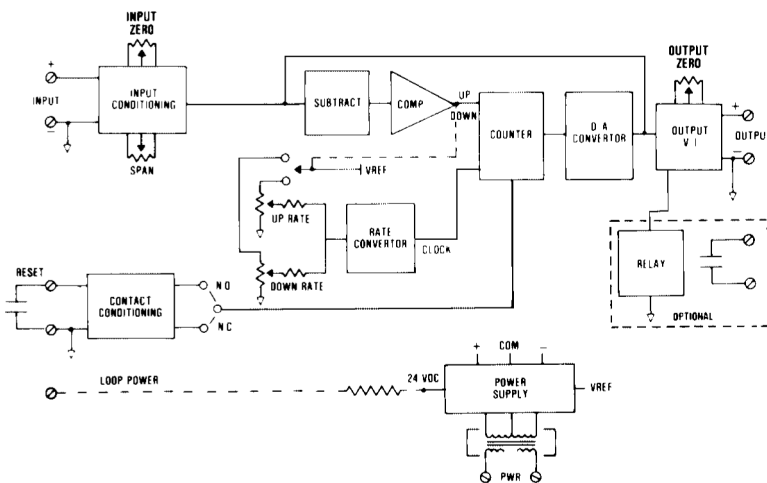 INPUT
ZERO
+
INPUT
−
INPUT
CONDITIONING
SPAN
SUBTRACT
COMP
UP
DOWN
COUNTER
D/A
CONVERTOR
OUTPUT
ZERO
OUTPUT
V I
+
OUTPU
−
VREF
UP RATE
RATE
CONVERTOR
CLOCK
DOWN RATE
RELAY
OPTIONAL
RESET
CONTACT
CONDITIONING
NO
NC
LOOP POWER
24 VDC
+ COM −
POWER
SUPPLY
VREF
PWR